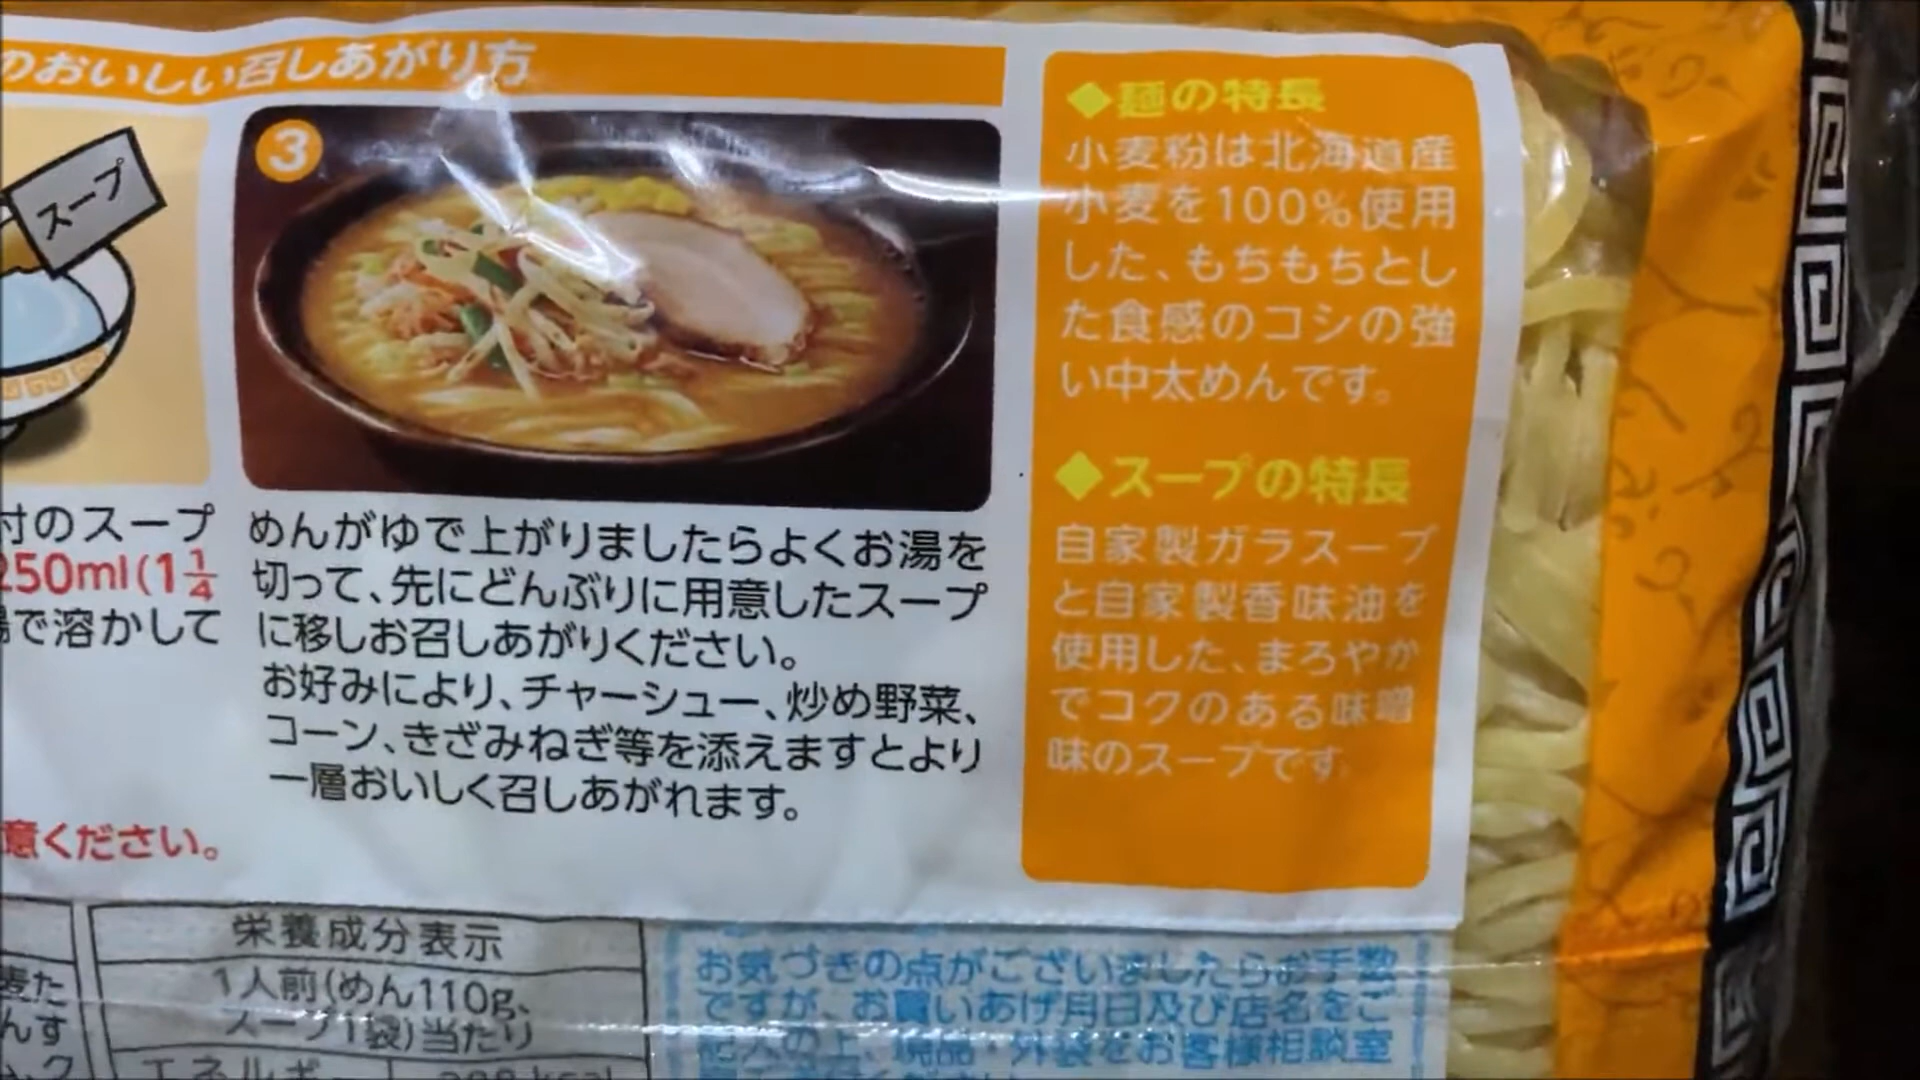 のおいしい召しあがり方
スープ
3
付のスープ
250ml(1 1/4
で溶かして
意ください。
めんがゆで上がりましたらよくお湯を
切って、先にどんぶりに用意したスープ
に移しお召しあがりください。
お好みにより、チャーシュー、炒め野菜、
コーン、きざみねぎ等を添えますとより
一層おいしく召しあがれます。
◆麺の特長
小麦粉は北海道産
小麦を100%使用
した、もちもちとし
た食感のコシの強
い中太めんです。
◆スープの特長
自家製ガラスープ
と自家製香味油を
使用した、まろやか
でコクのある味噌
味のスープです。
栄養成分表示
1人前(めん110g、
スープ1袋)当たり
エネルギー
kcal
お気づきの点がございましたらお手数
ですが、お買いあげ月日及び店名をご
記入の上、現品・外袋をお客様相談室